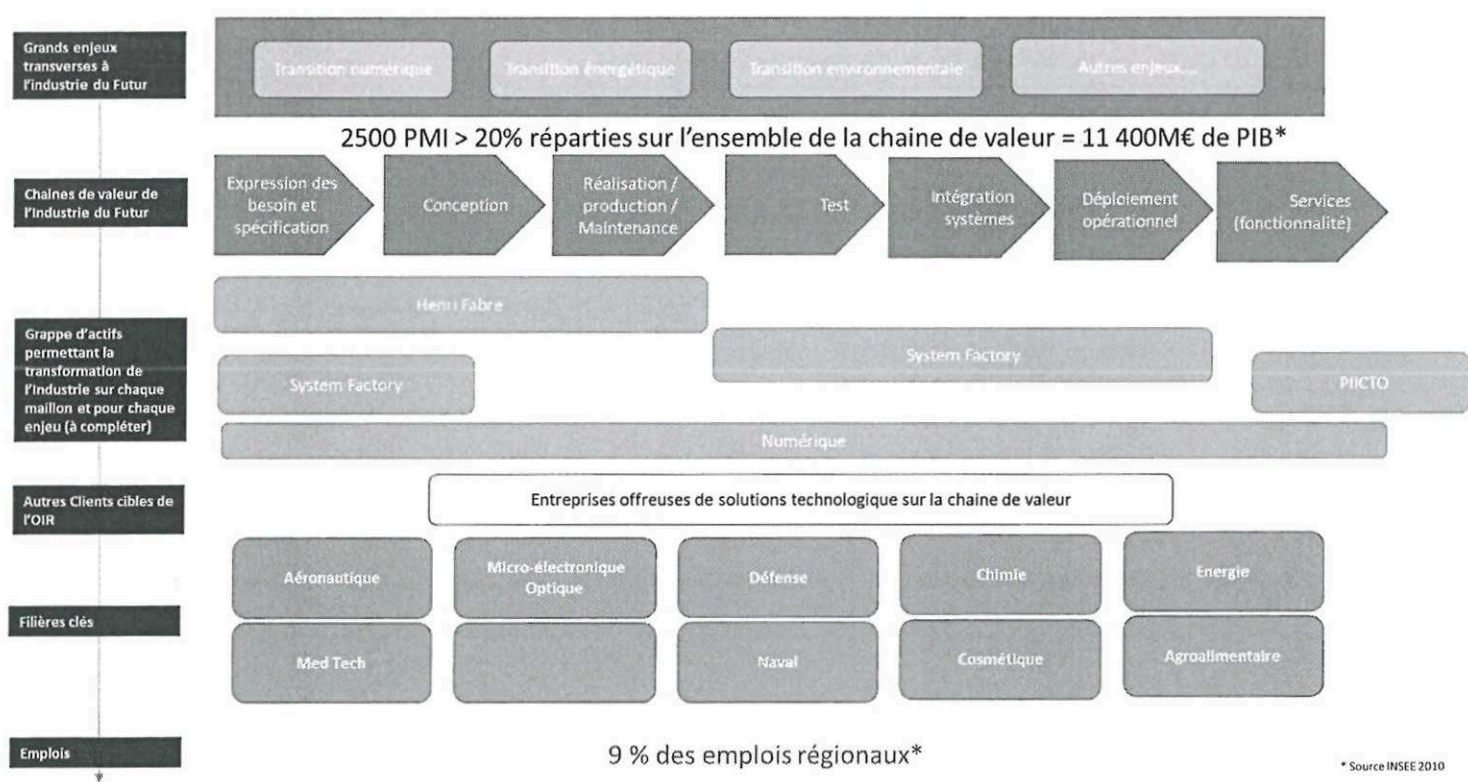 Grands enjeux
transverses à
l'industrie du Futur
Transition numérique
Transition énergétique
Transition environnementale
Autres enjeux....
2500 PMI > 20% réparties sur l'ensemble de la chaine de valeur = 11 400M€ de PIB*
Chaines de valeur de
l'Industrie du Futur
Expression des
besoin et
spécification
Conception
Réalisation /
production /
Maintenance
Test
Intégration
systèmes
Déploiement
opérationnel
Services
(fonctionnalité)
Grappe d'actifs
permettant la
transformation de
l'Industrie sur chaque
maillon et pour chaque
enjeu (à compléter)
Henri Fabre
System Factory
System Factory
PIICTO
Numérique
Autres Clients cibles de
l'OIR
Entreprises offreuses de solutions technologique sur la chaine de valeur
Filières clés
Aéronautique
Micro-électronique
Optique
Défense
Chimie
Energie
Med Tech
Naval
Cosmétique
Agroalimentaire
Emplois
9 % des emplois régionaux*
* Source INSEE 2010